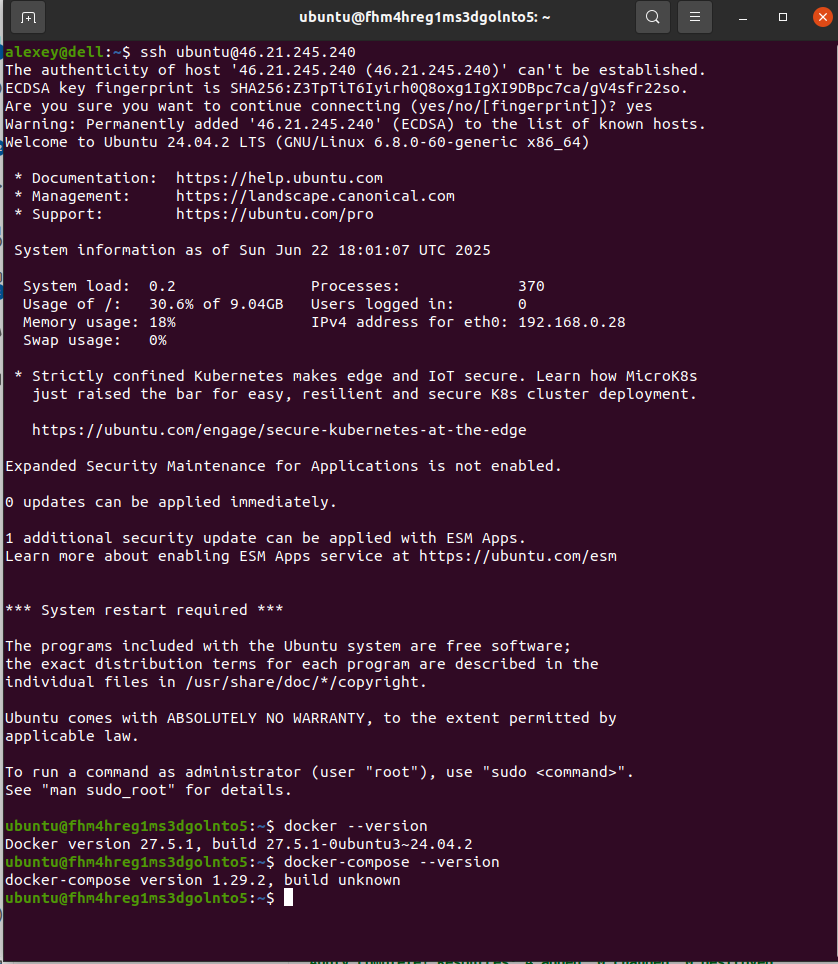 ubuntu@fhm4hreg1ms3dgolnto5: ~
alexey@dell:~$ ssh ubuntu@46.21.245.240
The authenticity of host '46.21.245.240 (46.21.245.240)' can't be established.
ECDSA key fingerprint is SHA256:Z3TpTiT6Iyirh0Q8oxg1IgXI9DBpc7ca/gV4sfr22so.
Are you sure you want to continue connecting (yes/no/[fingerprint])? yes
Warning: Permanently added '46.21.245.240' (ECDSA) to the list of known hosts.
Welcome to Ubuntu 24.04.2 LTS (GNU/Linux 6.8.0-60-generic x86_64)
* Documentation:  https://help.ubuntu.com
* Management:     https://landscape.canonical.com
* Support:        https://ubuntu.com/pro
System information as of Sun Jun 22 18:01:07 UTC 2025
System load:  0.2                Processes:             370
Usage of /:   30.6% of 9.04GB   Users logged in:       0
Memory usage: 18%               IPv4 address for eth0: 192.168.0.28
Swap usage:   0%
* Strictly confined Kubernetes makes edge and IoT secure. Learn how MicroK8s
just raised the bar for easy, resilient and secure K8s cluster deployment.
https://ubuntu.com/engage/secure-kubernetes-at-the-edge
Expanded Security Maintenance for Applications is not enabled.
0 updates can be applied immediately.
1 additional security update can be applied with ESM Apps.
Learn more about enabling ESM Apps service at https://ubuntu.com/esm
*** System restart required ***
The programs included with the Ubuntu system are free software;
the exact distribution terms for each program are described in the
individual files in /usr/share/doc/*/copyright.
Ubuntu comes with ABSOLUTELY NO WARRANTY, to the extent permitted by
applicable law.
To run a command as administrator (user "root"), use "sudo <command>".
See "man sudo_root" for details.
ubuntu@fhm4hreg1ms3dgolnto5:~$ docker --version
Docker version 27.5.1, build 27.5.1-0ubuntu3~24.04.2
ubuntu@fhm4hreg1ms3dgolnto5:~$ docker-compose --version
docker-compose version 1.29.2, build unknown
ubuntu@fhm4hreg1ms3dgolnto5:~$